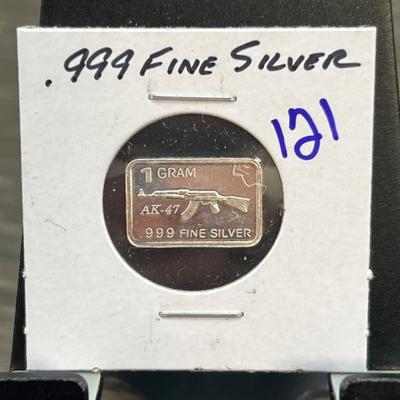 .999 FINE SILVER
121
1 GRAM
AK-47
.999 FINE SILVER